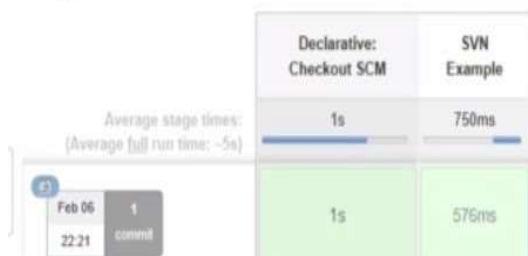 Declarative:
Checkout SCM
SVN
Example
Average stage times:
(Average full run time: ~5s)
1s
750ms
Feb 06
22:21
1
commit
1s
576ms